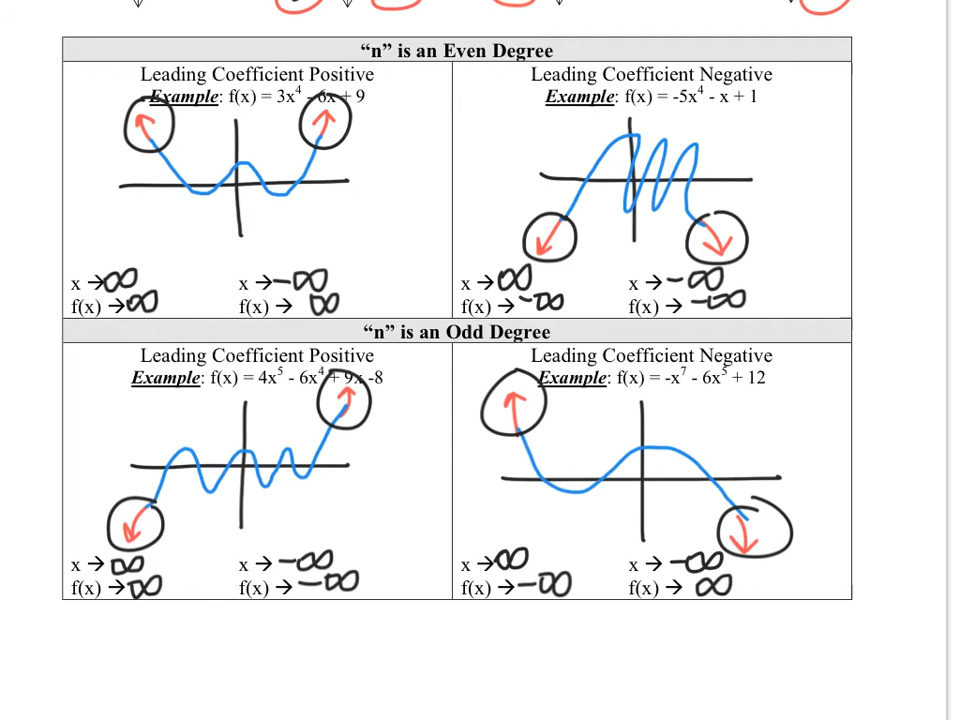 “n” is an Even Degree
Leading Coefficient Positive
Example: f(x) = 3x⁴ - 6x + 9
x → ∞
f(x) → ∞
x → -∞
f(x) → ∞
Leading Coefficient Negative
Example: f(x) = -5x⁴ - x + 1
x → ∞
f(x) → -∞
x → -∞
f(x) → -∞
“n” is an Odd Degree
Leading Coefficient Positive
Example: f(x) = 4x⁵ - 6x⁴ + 9x -8
x → ∞
f(x) → ∞
x → -∞
f(x) → -∞
Leading Coefficient Negative
Example: f(x) = -x⁷ - 6x⁵ + 12
x → ∞
f(x) → -∞
x → -∞
f(x) → ∞